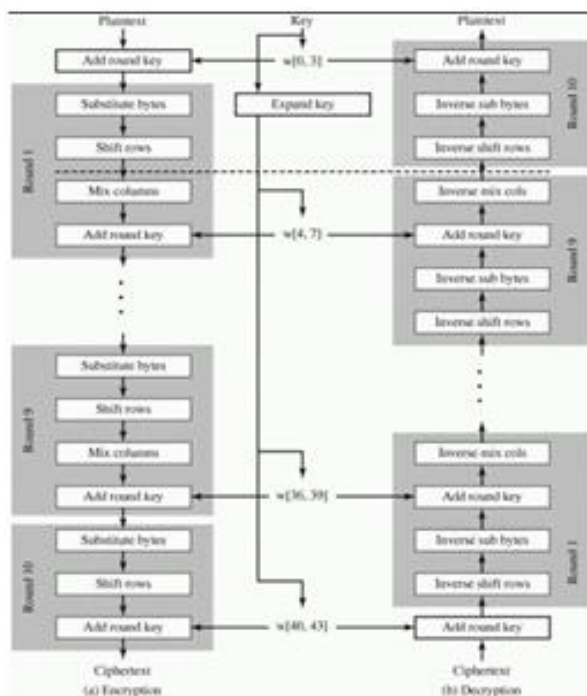 Plaintext
Key
Plaintext
Add round key
w[0, 3]
Add round key
Substitute bytes
Expand key
Inverse sub bytes
Shift rows
Inverse shift rows
Round 1
Round 10
Mix columns
Inverse mix cols
Add round key
w[4, 7]
Add round key
Inverse sub bytes
Inverse shift rows
Round 9
Substitute bytes
Shift rows
Mix columns
Inverse mix cols
Round 9
Add round key
w[36, 39]
Add round key
Substitute bytes
Inverse sub bytes
Shift rows
Inverse shift rows
Round 10
Round 1
Add round key
w[40, 43]
Add round key
Ciphertext
Ciphertext
(a) Encryption
(b) Decryption